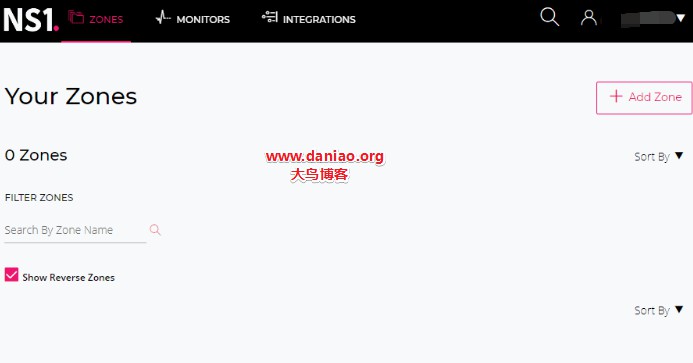 NS1. ZONES MONITORS INTEGRATIONS
Your Zones
Add Zone
0 Zones
www.daniao.org
大鸟博客
Sort By
FILTER ZONES
Search By Zone Name
Show Reverse Zones
Sort By